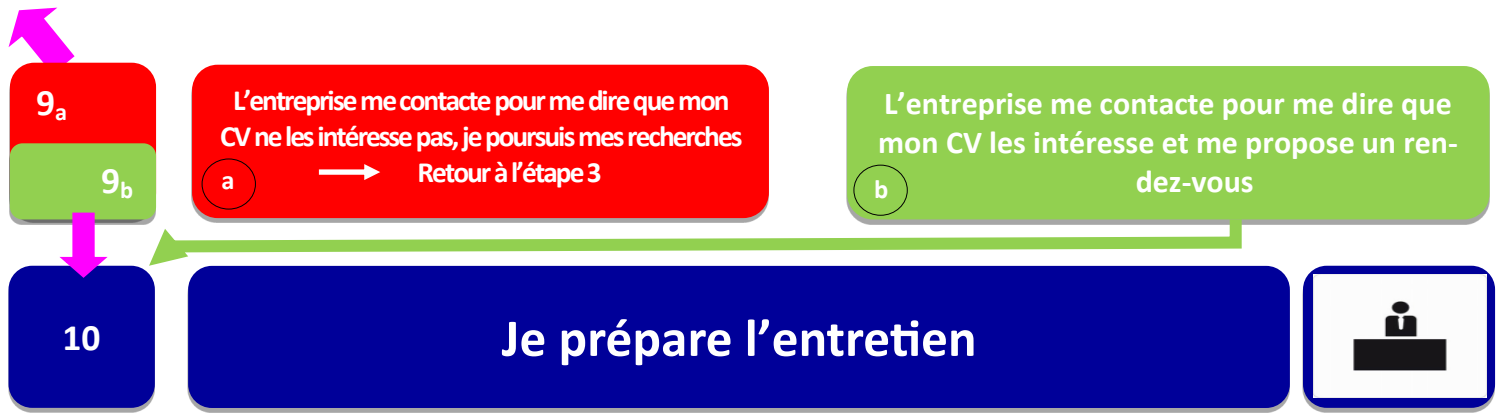 9a
L'entreprise me contacte pour me dire que mon
CV ne les intéresse pas, je poursuis mes recherches
Retour à l'étape 3
a
9b
L'entreprise me contacte pour me dire que
mon CV les intéresse et me propose un ren-
dez-vous
b
10
Je prépare l'entretien